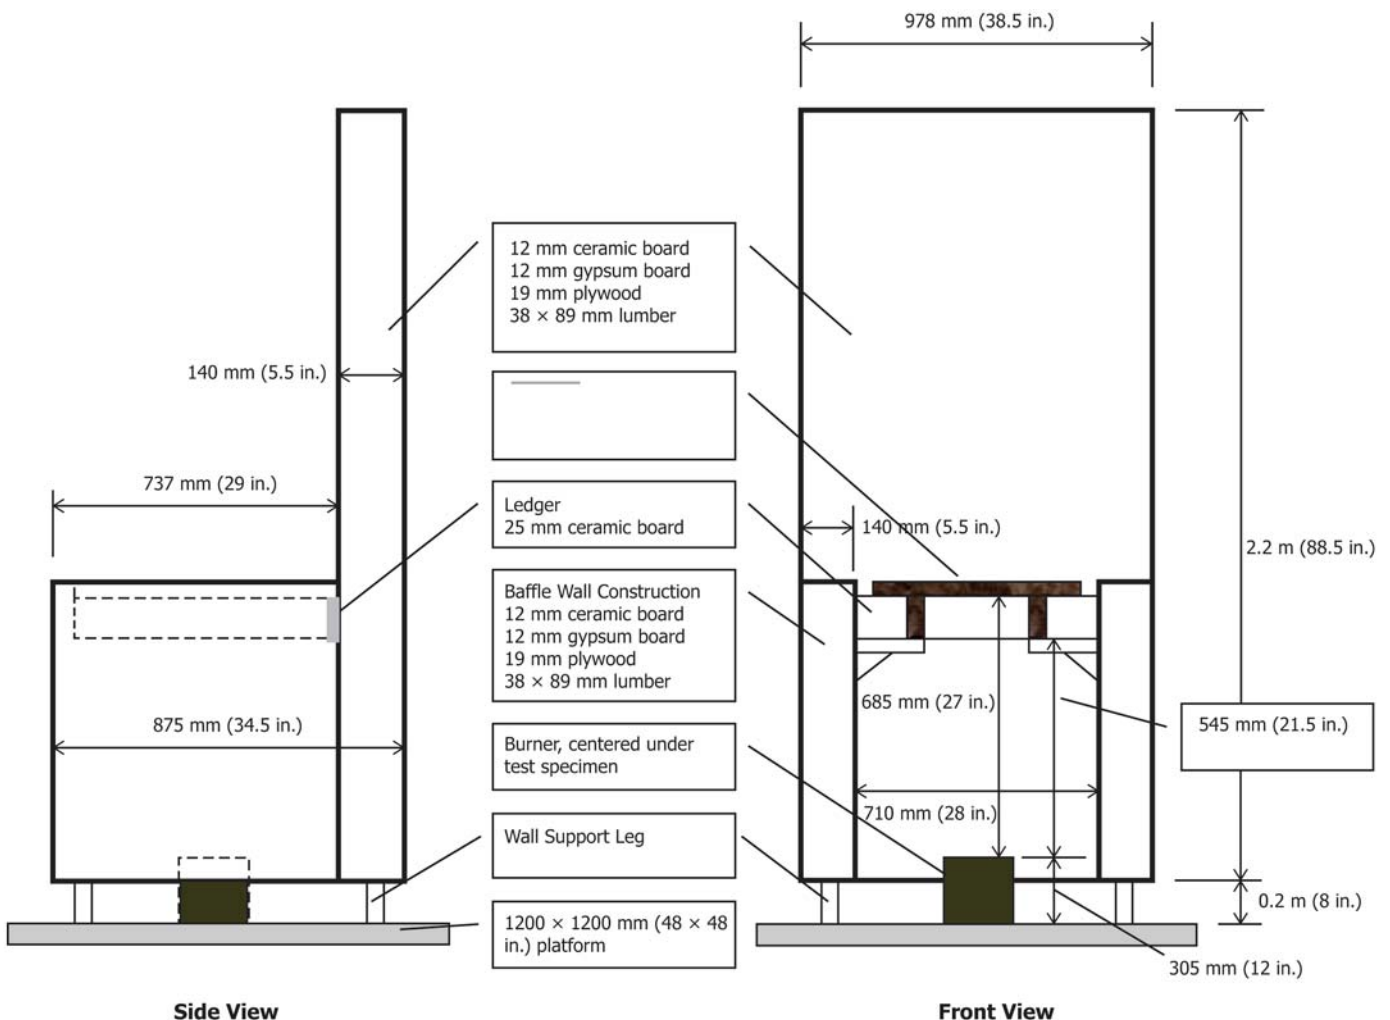 978 mm (38.5 in.)
12 mm ceramic board
12 mm gypsum board
19 mm plywood
38 × 89 mm lumber
140 mm (5.5 in.)
737 mm (29 in.)
Ledger
25 mm ceramic board
140 mm (5.5 in.)
2.2 m (88.5 in.)
Baffle Wall Construction
12 mm ceramic board
12 mm gypsum board
19 mm plywood
38 × 89 mm lumber
685 mm (27 in.)
875 mm (34.5 in.)
545 mm (21.5 in.)
Burner, centered under
test specimen
710 mm (28 in.)
Wall Support Leg
0.2 m (8 in.)
1200 × 1200 mm (48 × 48
in.) platform
305 mm (12 in.)
Side View
Front View